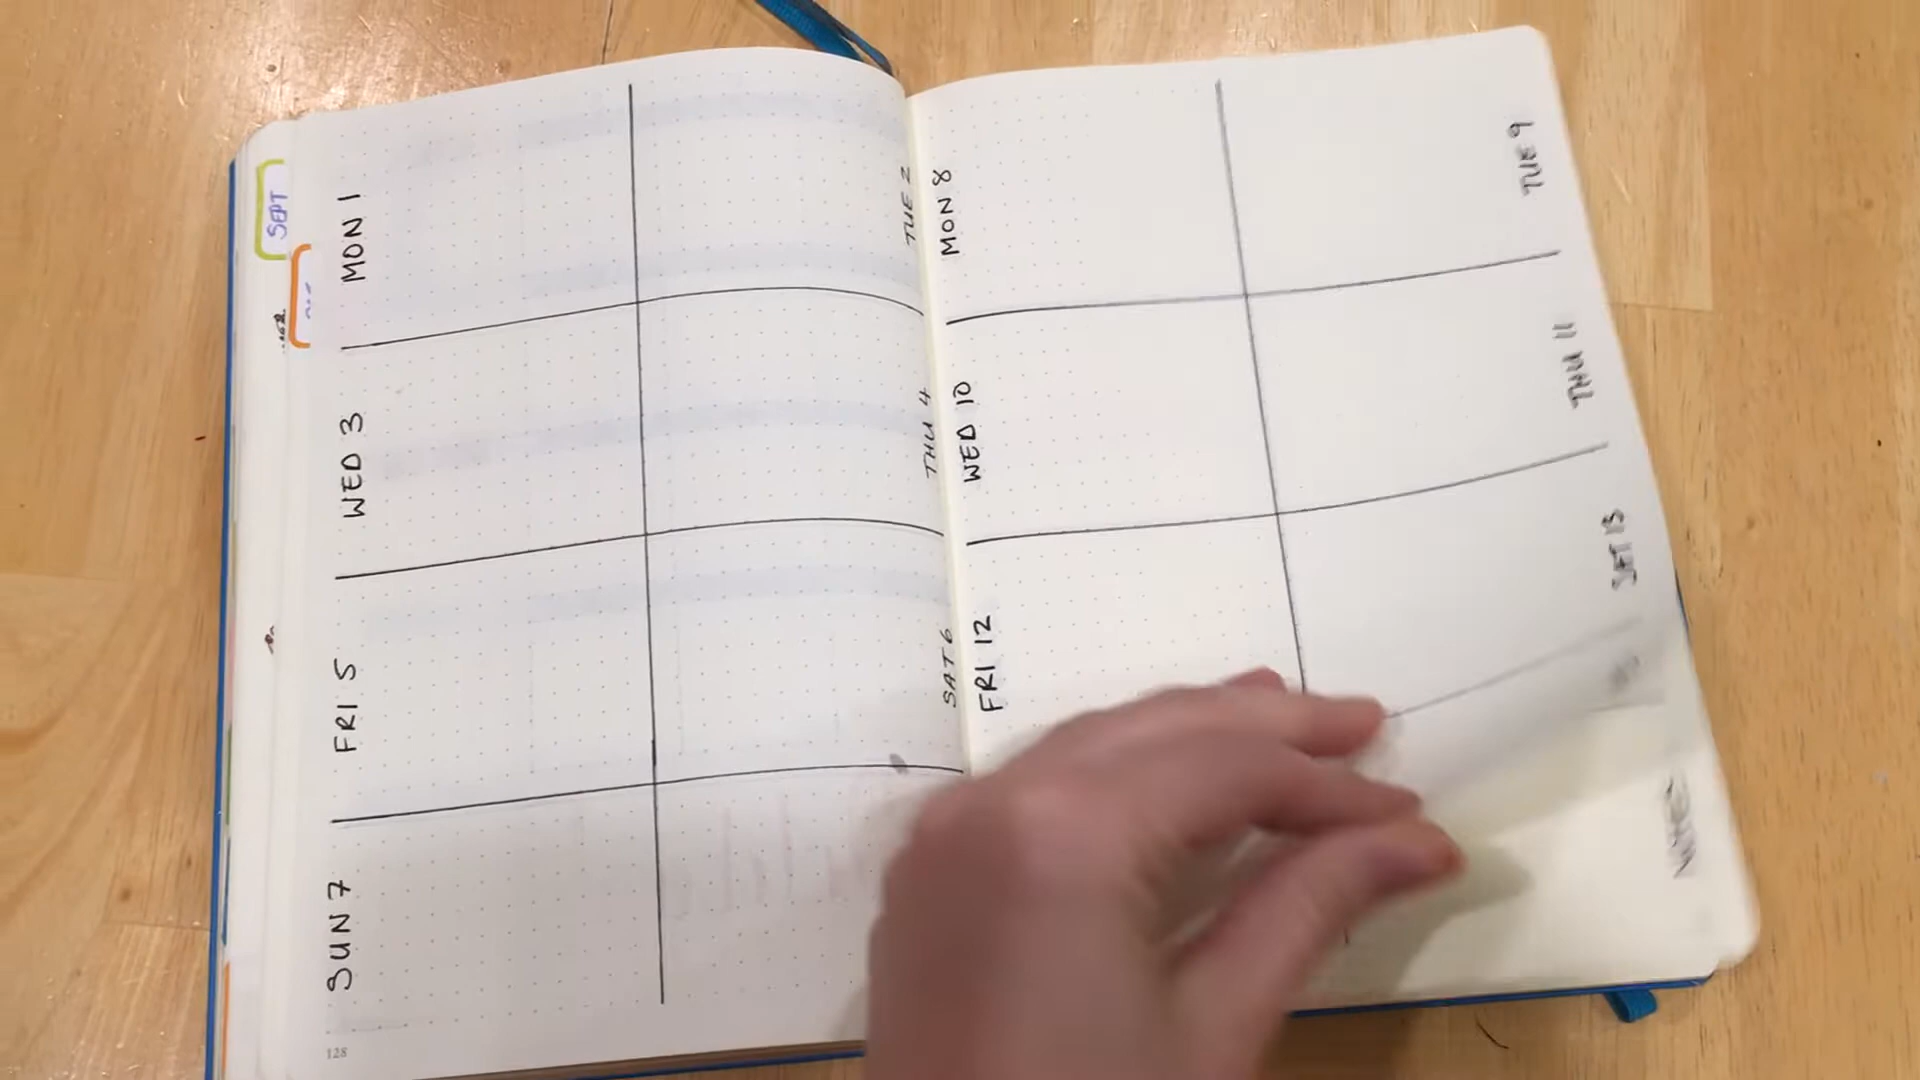 SEPT
MON 1
TUE 2
WED 3
THU 4
FRI 5
SAT 6
SUN 7
128
MON 8
TUE 9
WED 10
THU 11
FRI 12
SAT 13
NOTES